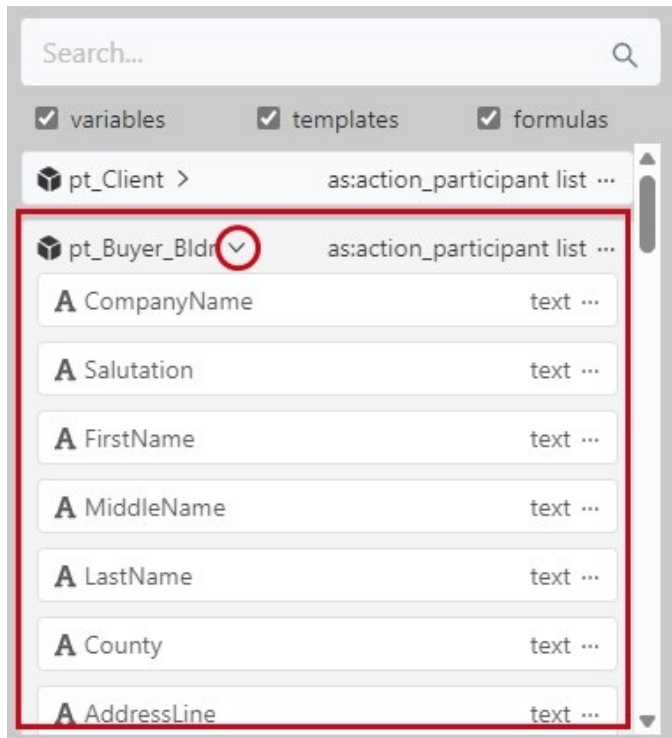 Search...
variables templates formulas
pt_Client > as:action_participant list ...
pt_Buyer_Bldr as:action_participant list ...
A CompanyName text ...
A Salutation text ...
A FirstName text ...
A MiddleName text ...
A LastName text ...
A County text ...
A AddressLine text ...